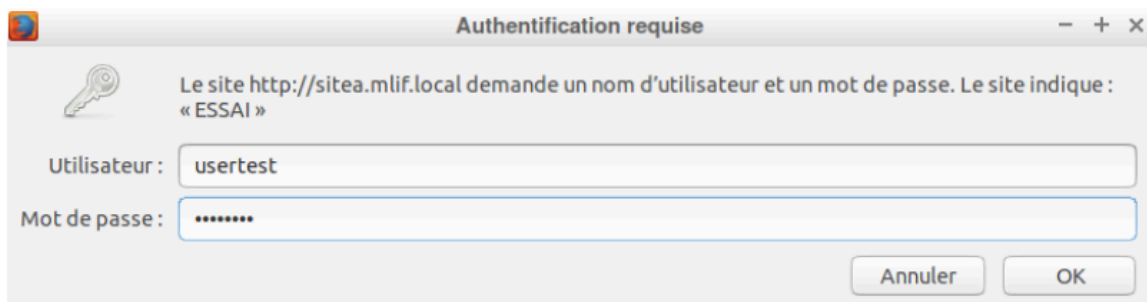 Authentification requise
Le site http://sitea.mlif.local demande un nom d'utilisateur et un mot de passe. Le site indique :
« ESSAI »
Utilisateur : usertest
Mot de passe : ••••••••
Annuler OK